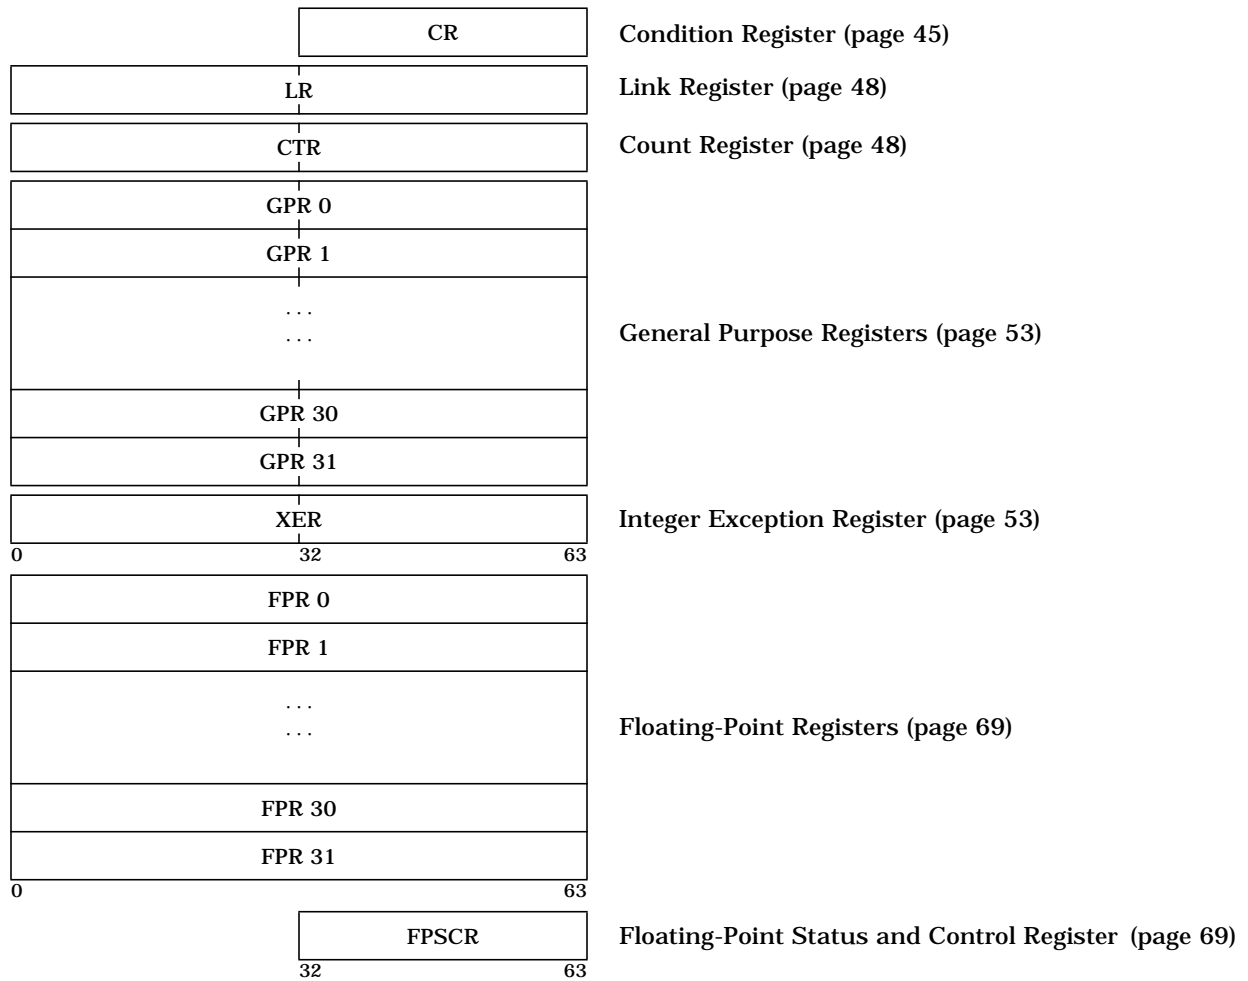 CR Condition Register (page 45)
LR Link Register (page 48)
CTR Count Register (page 48)
GPR 0
GPR 1
. . .
. . .
General Purpose Registers (page 53)
GPR 30
GPR 31
XER Integer Exception Register (page 53)
0 32 63
FPR 0
FPR 1
. . .
. . .
Floating-Point Registers (page 69)
FPR 30
FPR 31
0 63
FPSCR Floating-Point Status and Control Register (page 69)
32 63